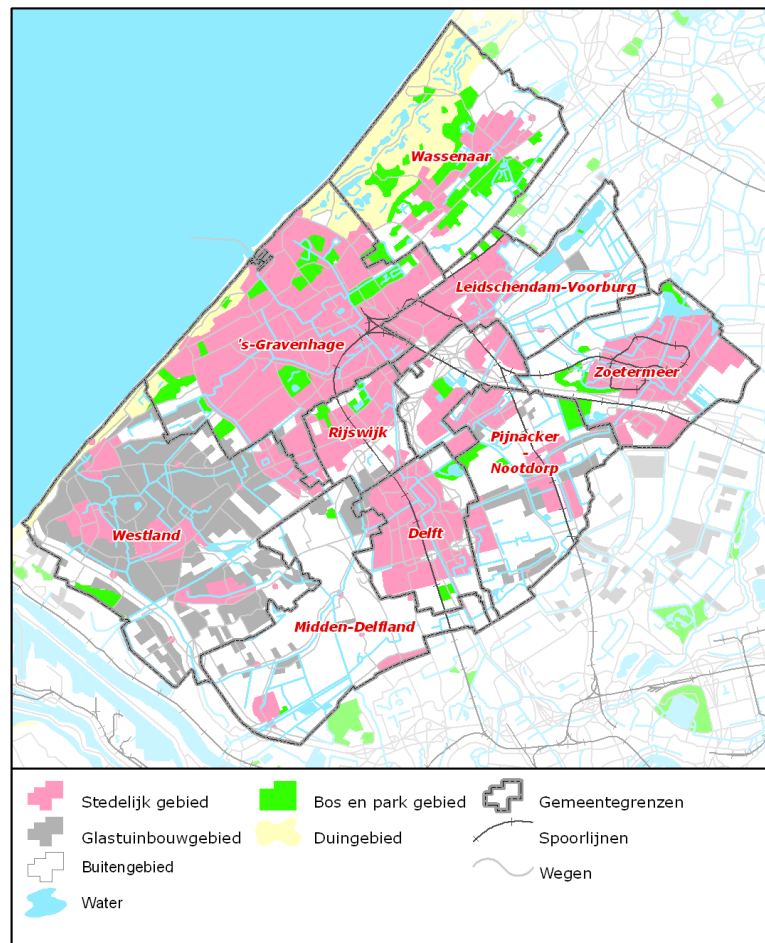 Wassenaar
Leidschendam-Voorburg
's-Gravenhage
Zoetermeer
Rijswijk
Pijnacker
-
Nootdorp
Westland
Delft
Midden-Delfland
Stedelijk gebied
Bos en park gebied
Gemeentegrenzen
Glastuinbouwgebied
Duingebied
Spoorlijnen
Buitengebied
Wegen
Water